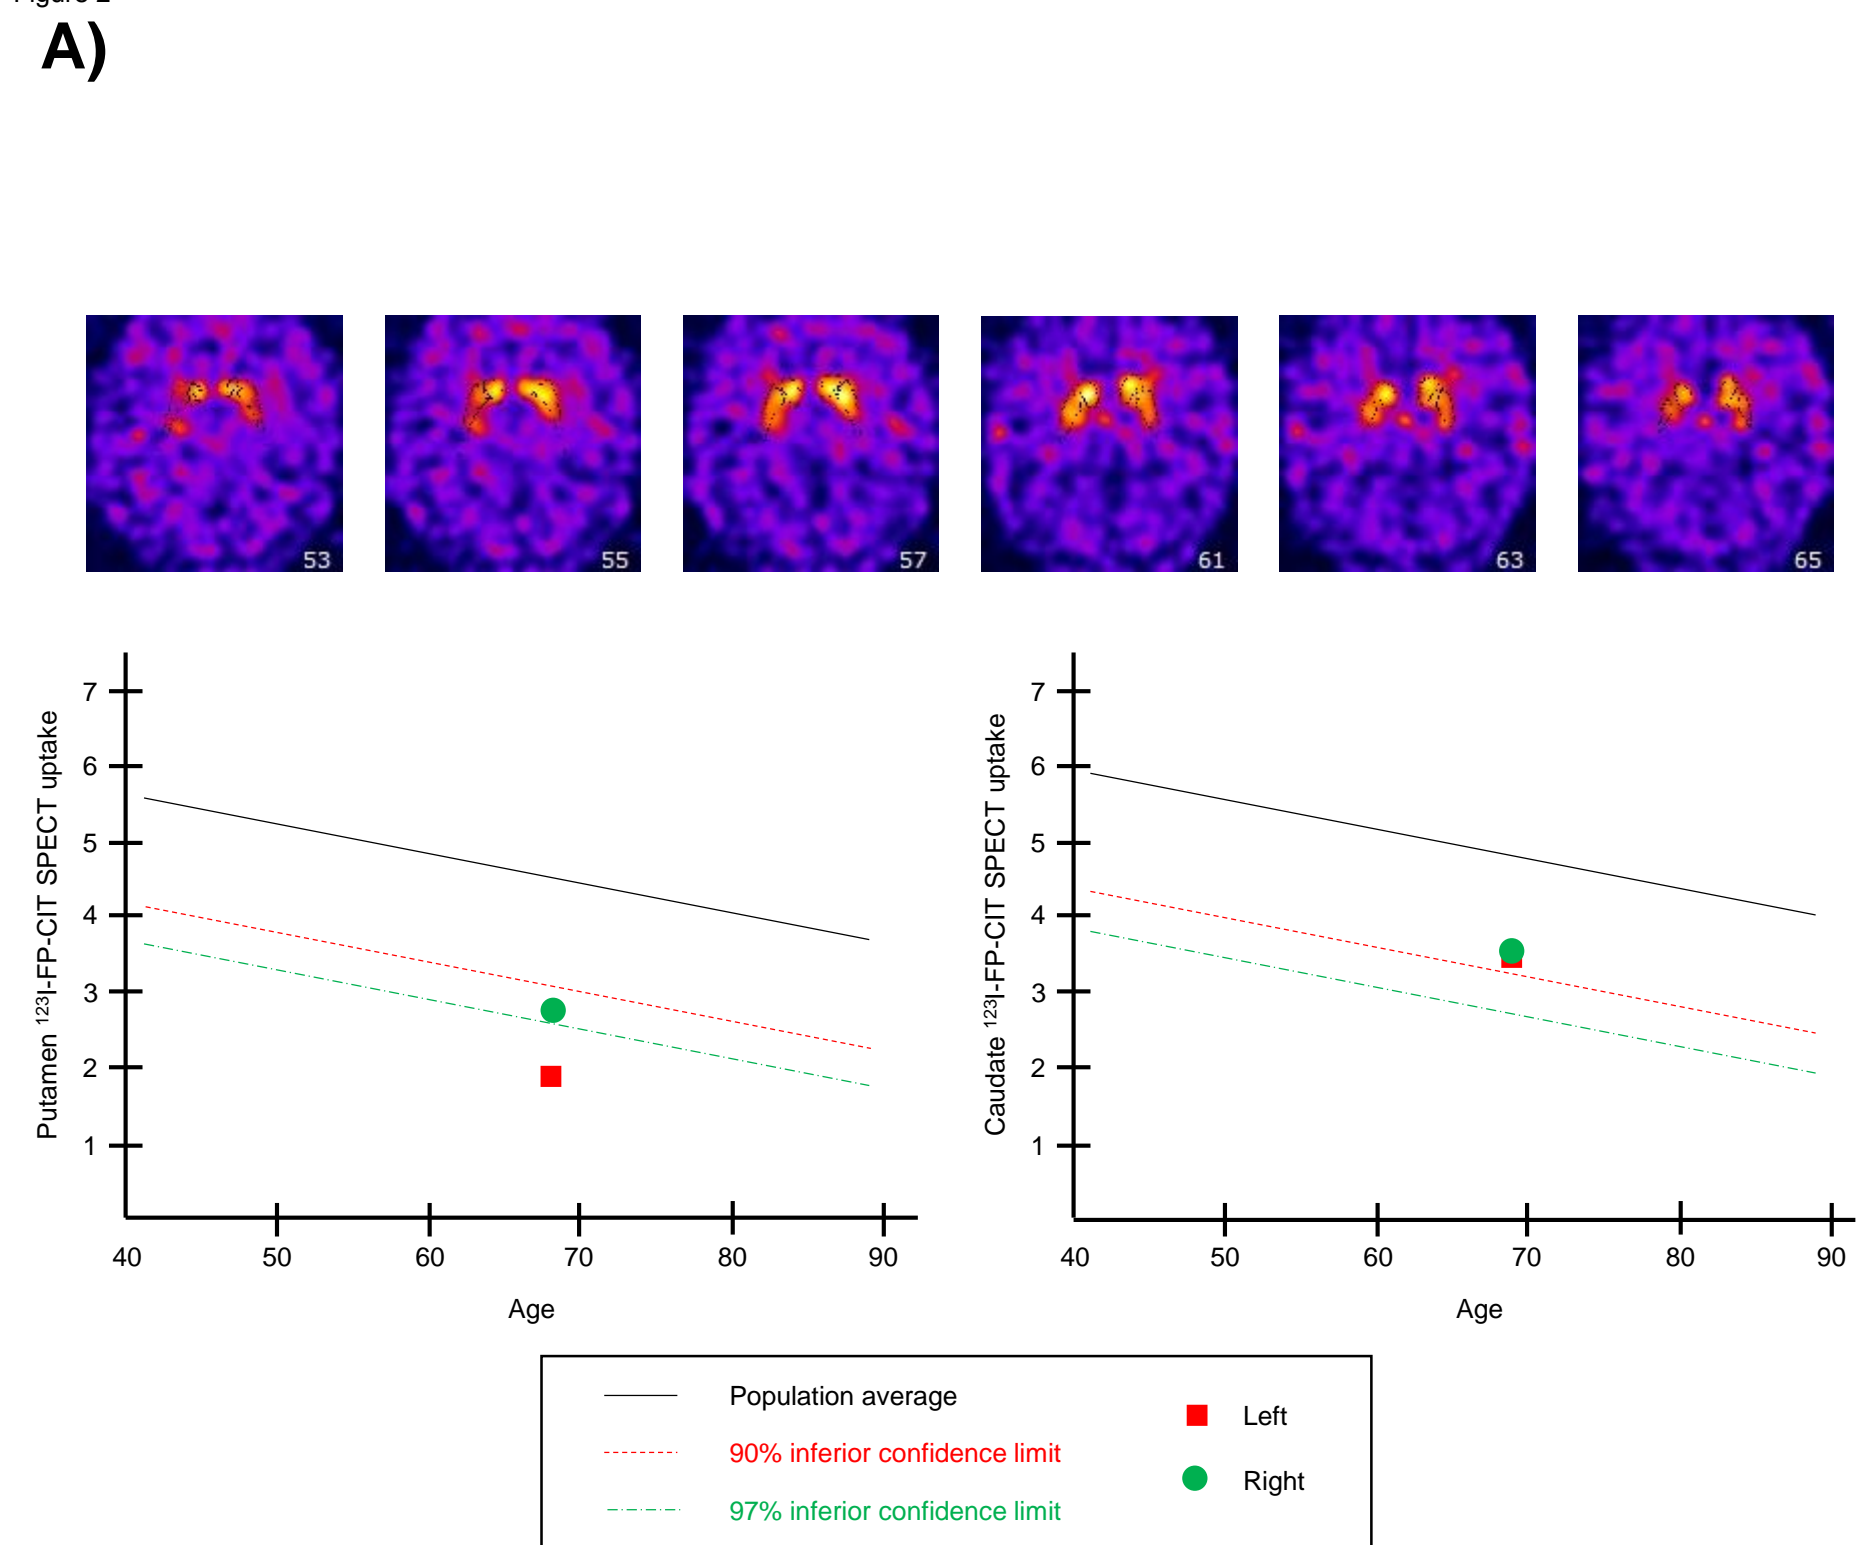 A)
53 55 57 61 63 65
Putamen ¹²³I-FP-CIT SPECT uptake
7
6
5
4
3
2
1
40 50 60 70 80 90
Age
Caudate ¹²³I-FP-CIT SPECT uptake
7
6
5
4
3
2
1
40 50 60 70 80 90
Age
Population average
90% inferior confidence limit
97% inferior confidence limit
Left
Right